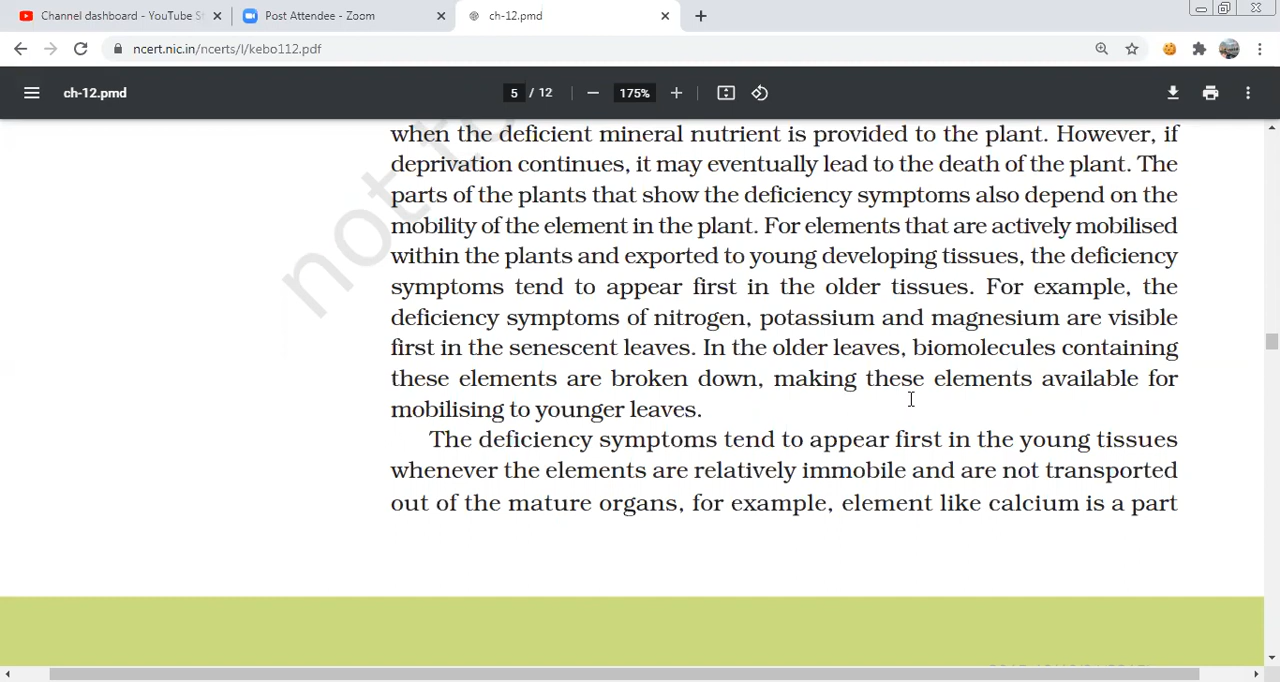 Channel dashboard - YouTube S
Post Attendee - Zoom
ch-12.pmd
ncert.nic.in/ncerts/l/kebo112.pdf
ch-12.pmd
5 / 12
175%
not t
when the deficient mineral nutrient is provided to the plant. However, if
deprivation continues, it may eventually lead to the death of the plant. The
parts of the plants that show the deficiency symptoms also depend on the
mobility of the element in the plant. For elements that are actively mobilised
within the plants and exported to young developing tissues, the deficiency
symptoms tend to appear first in the older tissues. For example, the
deficiency symptoms of nitrogen, potassium and magnesium are visible
first in the senescent leaves. In the older leaves, biomolecules containing
these elements are broken down, making these elements available for
mobilising to younger leaves.
The deficiency symptoms tend to appear first in the young tissues
whenever the elements are relatively immobile and are not transported
out of the mature organs, for example, element like calcium is a part